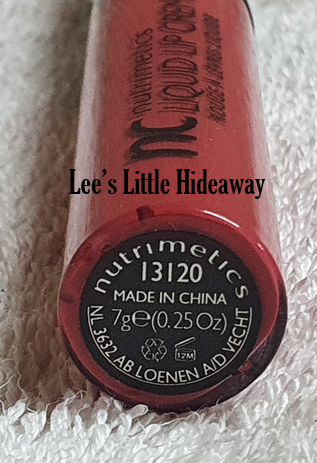 nc nutrimetics
LIQUID LIP
Lee's Little Hideaway
nutrimetics
13120
MADE IN CHINA
7g℮(0.25 Oz)
12M
NL 3632 AB LOENEN A/D VECHT